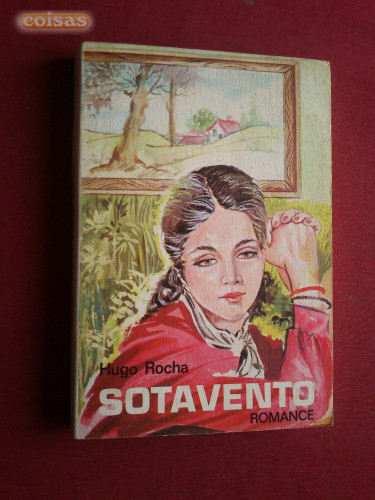 coisas
Hugo Rocha
SOTAVENTO
ROMANCE